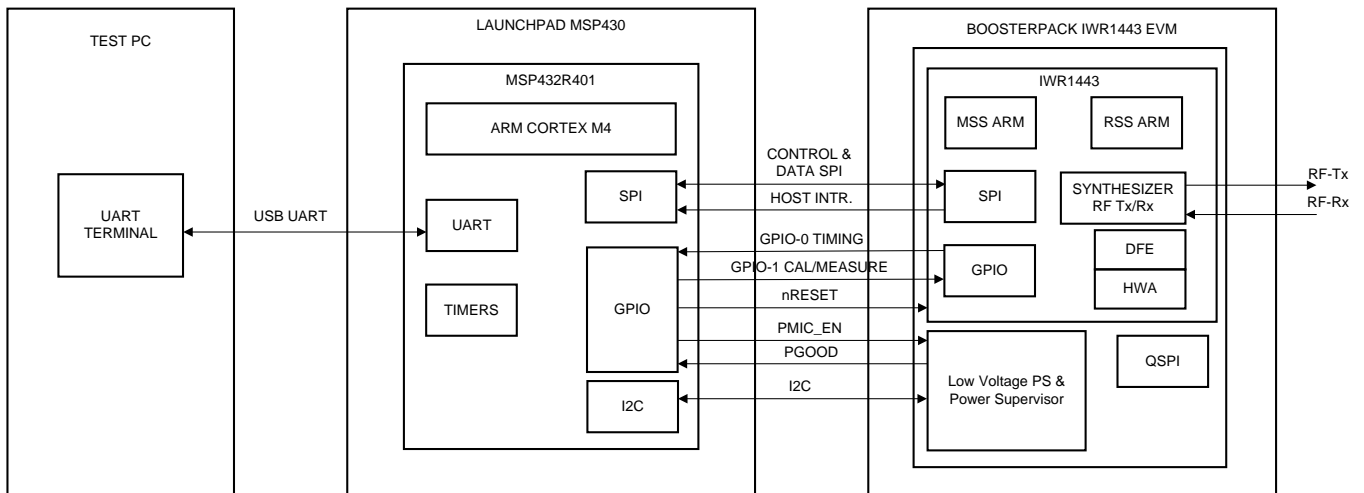 TEST PC
UART
TERMINAL
USB UART
LAUNCHPAD MSP430
MSP432R401
ARM CORTEX M4
SPI
UART
TIMERS
GPIO
I2C
CONTROL &
DATA SPI
HOST INTR.
GPIO-0 TIMING
GPIO-1 CAL/MEASURE
nRESET
PMIC_EN
PGOOD
I2C
BOOSTERPACK IWR1443 EVM
IWR1443
MSS ARM
RSS ARM
SPI
SYNTHESIZER
RF Tx/Rx
GPIO
DFE
HWA
Low Voltage PS &
Power Supervisor
QSPI
RF-Tx
RF-Rx